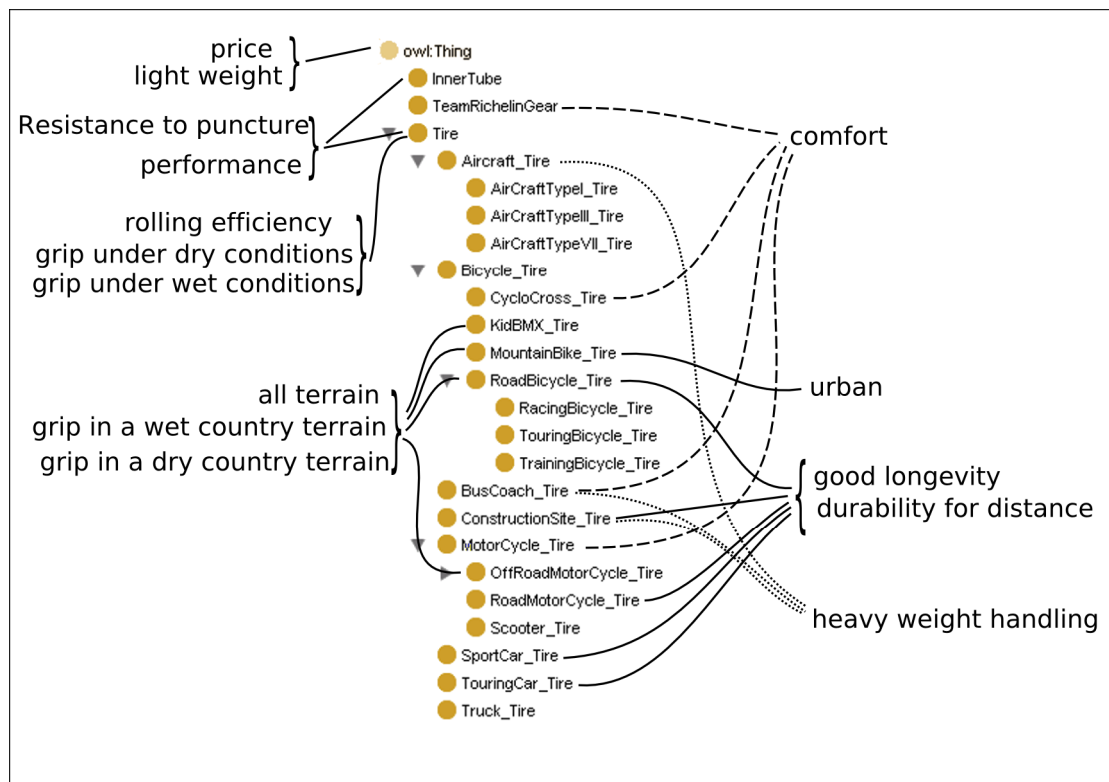 price
light weight
Resistance to puncture
performance
rolling efficiency
grip under dry conditions
grip under wet conditions
all terrain
grip in a wet country terrain
grip in a dry country terrain
owl:Thing
InnerTube
TeamRichelinGear
Tire
Aircraft_Tire
AirCraftTypeI_Tire
AirCraftTypeIII_Tire
AirCraftTypeVII_Tire
Bicycle_Tire
CycloCross_Tire
KidBMX_Tire
MountainBike_Tire
RoadBicycle_Tire
RacingBicycle_Tire
TouringBicycle_Tire
TrainingBicycle_Tire
BusCoach_Tire
ConstructionSite_Tire
MotorCycle_Tire
OffRoadMotorCycle_Tire
RoadMotorCycle_Tire
Scooter_Tire
SportCar_Tire
TouringCar_Tire
Truck_Tire
comfort
urban
good longevity
durability for distance
heavy weight handling